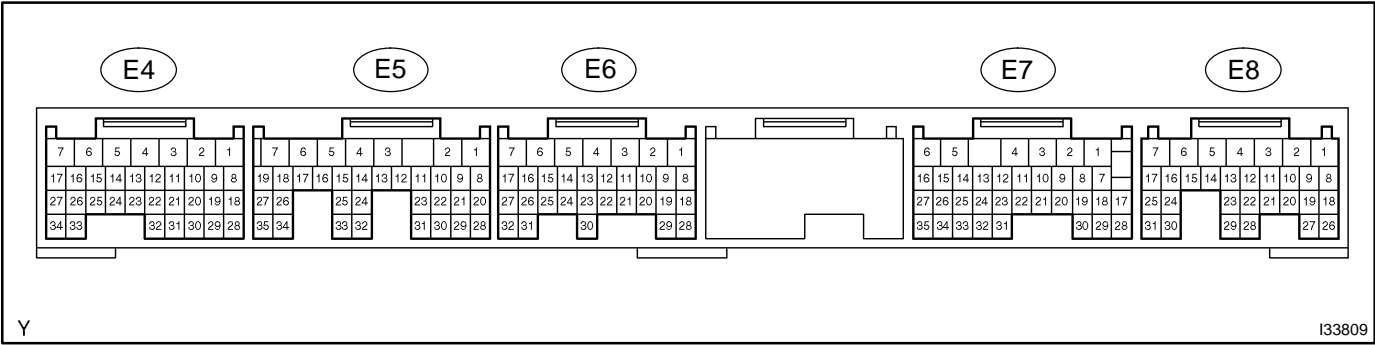 E4 E5 E6 E7 E8
7 6 5 4 3 2 1 7 6 5 4 3 2 1 7 6 5 4 3 2 1 6 5 4 3 2 1 7 6 5 4 3 2 1
17 16 15 14 13 12 11 10 9 8 19 18 17 16 15 14 13 12 11 10 9 8 17 16 15 14 13 12 11 10 9 8 16 15 14 13 12 11 10 9 8 7 17 16 15 14 13 12 11 10 9 8
27 26 25 24 23 22 21 20 19 18 27 26 25 24 23 22 21 20 27 26 25 24 23 22 21 20 19 18 27 26 25 24 23 22 21 20 19 18 17 25 24 23 22 21 20 19 18
34 33 32 31 30 29 28 35 34 33 32 31 30 29 28 32 31 30 29 28 35 34 33 32 31 30 29 28 31 30 29 28 27 26
Y I33809